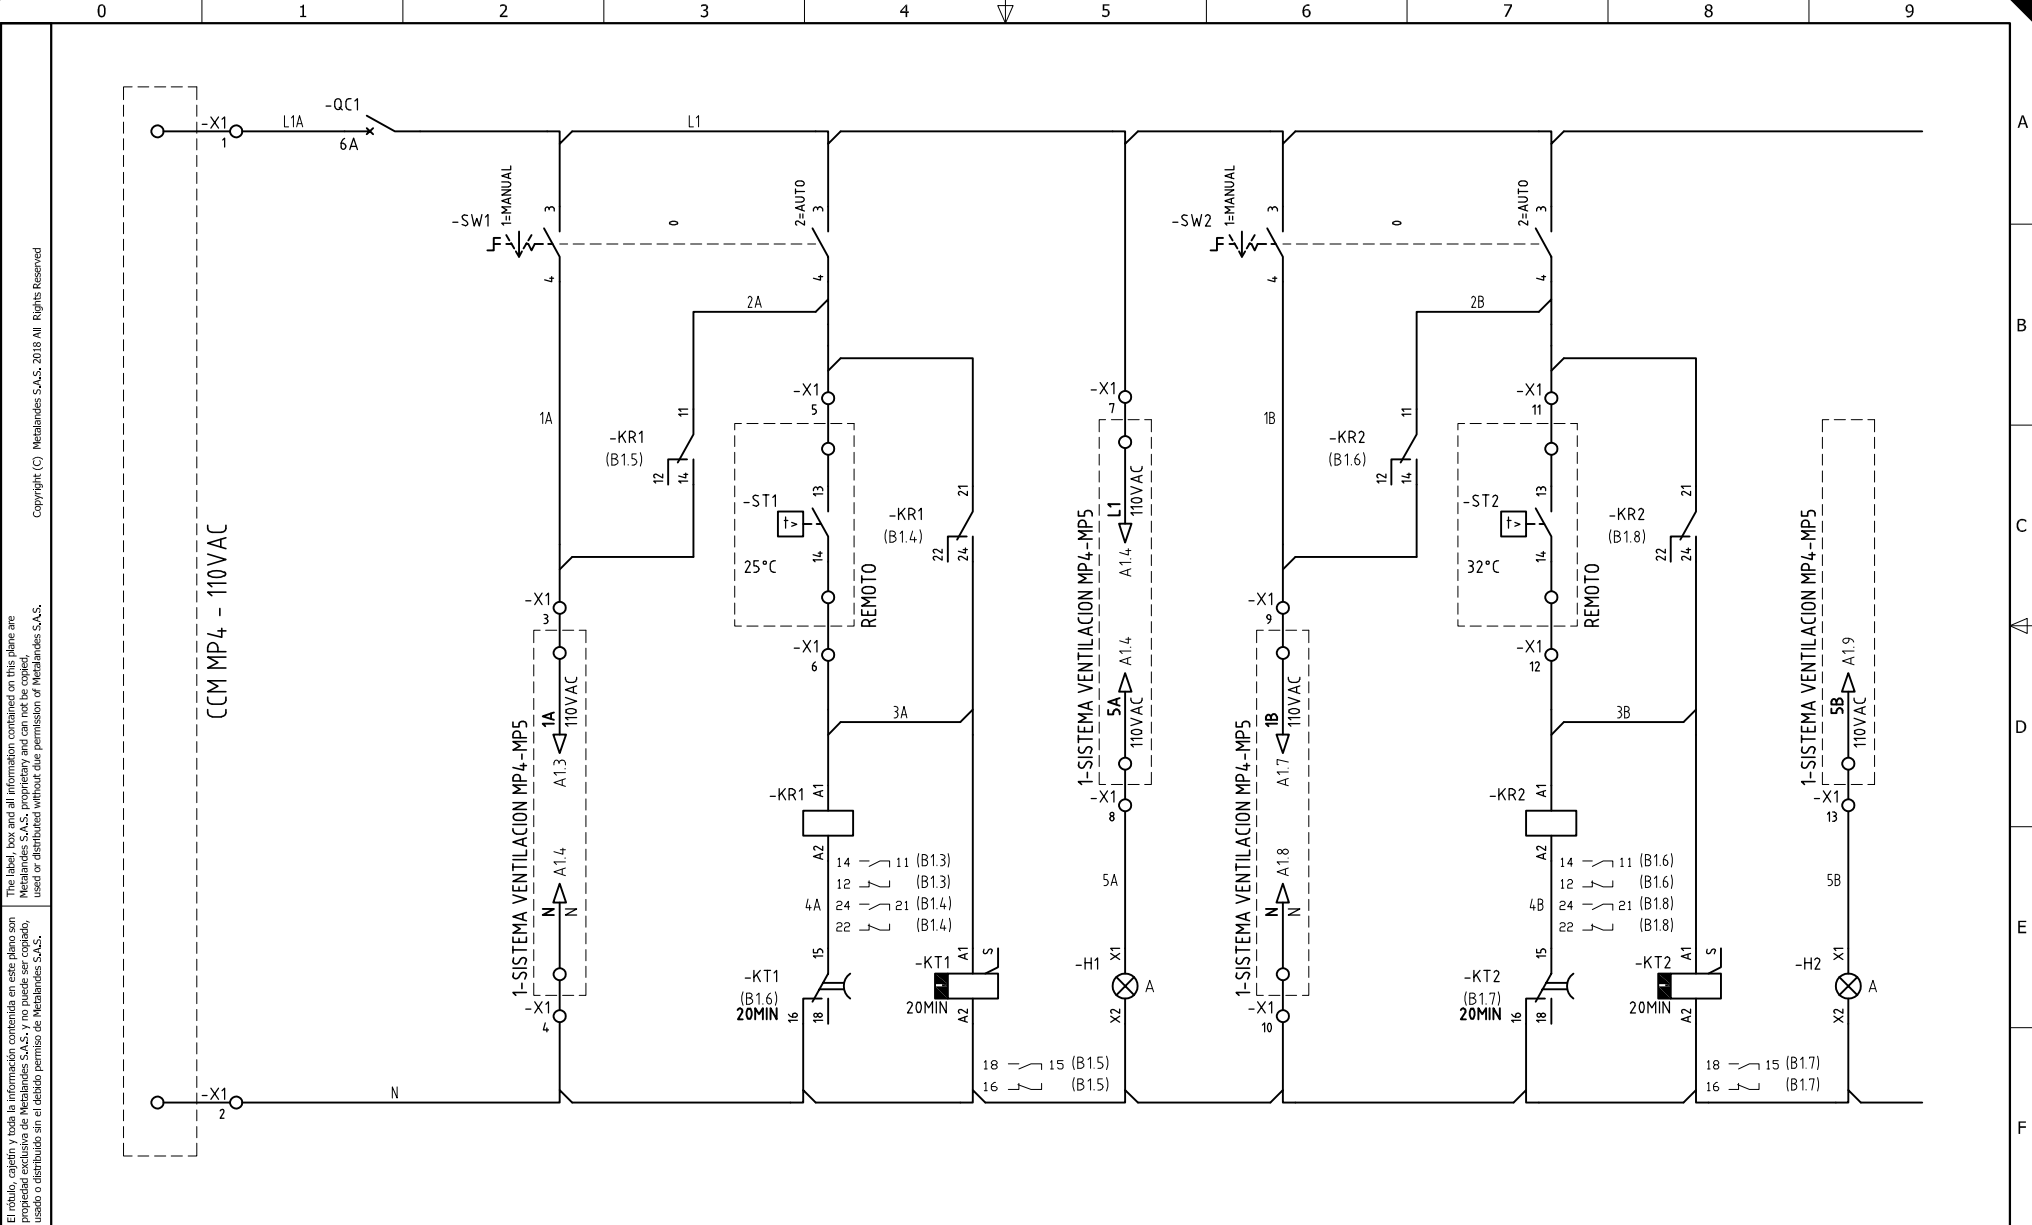 0 1 2 3 4 5 6 7 8 9
A
B
C
D
E
F
Copyright (C) Metalandes S.A.S. 2018 All Rights Reserved
The label, box and all information contained on this plane are
Metalandes S.A.S. proprietary and can not be copied,
used or distributed without due permission of Metalandes S.A.S.
El rótulo, cajetín y toda la información contenida en este plano son
propiedad exclusiva de Metalandes S.A.S. y no puede ser copiado,
usado o distribuido sin el debido permiso de Metalandes S.A.S.
CCM MP4 - 110VAC
-X1
1
L1A
-QC1
6A
L1
-X1
2
N
-SW1
1=MANUAL
3
4
0
2=AUTO
3
4
1A
2A
-KR1
(B1.5)
11
12
14
-X1
3
1-SISTEMA VENTILACION MP4-MP5
1A
110VAC
A1.3
A1.4
N
N
-X1
4
-X1
5
-ST1
t>
13
14
25°C
REMOTO
-X1
6
-KR1
(B1.4)
21
22
24
3A
-KR1
A1
A2
14 11 (B1.3)
12 (B1.3)
24 21 (B1.4)
22 (B1.4)
4A
-KT1
(B1.6)
20MIN
15
16
18
-KT1
20MIN
A1
S
A2
18 15 (B1.5)
16 (B1.5)
-X1
7
1-SISTEMA VENTILACION MP4-MP5
L1
110VAC
A1.4
A1.4
5A
110VAC
-X1
8
5A
-H1
X1
A
X2
-SW2
1=MANUAL
3
4
0
2=AUTO
3
4
1B
2B
-KR2
(B1.6)
11
12
14
-X1
9
1-SISTEMA VENTILACION MP4-MP5
1B
110VAC
A1.7
A1.8
N
N
-X1
10
-X1
11
-ST2
t>
13
14
32°C
REMOTO
-X1
12
-KR2
(B1.8)
21
22
24
3B
-KR2
A1
A2
14 11 (B1.6)
12 (B1.6)
24 21 (B1.8)
22 (B1.8)
4B
-KT2
(B1.7)
20MIN
15
16
18
-KT2
20MIN
A1
S
A2
18 15 (B1.7)
16 (B1.7)
1-SISTEMA VENTILACION MP4-MP5
A1.9
5B
110VAC
-X1
13
5B
-H2
X1
A
X2